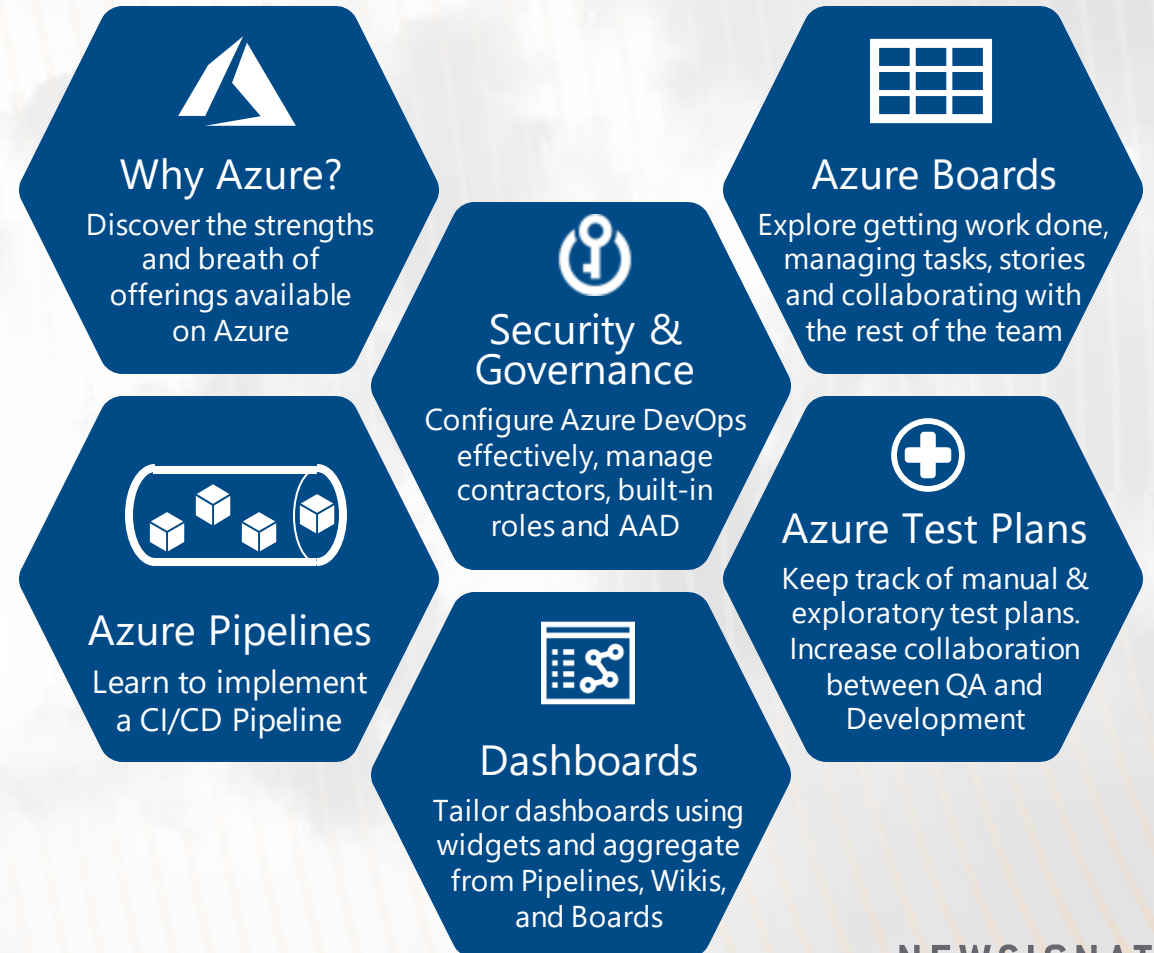 Why Azure?
Discover the strengths
and breath of
offerings available
on Azure
Azure Boards
Explore getting work done,
managing tasks, stories
and collaborating with
the rest of the team
Security &
Governance
Configure Azure DevOps
effectively, manage
contractors, built-in
roles and AAD
Azure Pipelines
Learn to implement
a CI/CD Pipeline
Azure Test Plans
Keep track of manual &
exploratory test plans.
Increase collaboration
between QA and
Development
Dashboards
Tailor dashboards using
widgets and aggregate
from Pipelines, Wikis,
and Boards